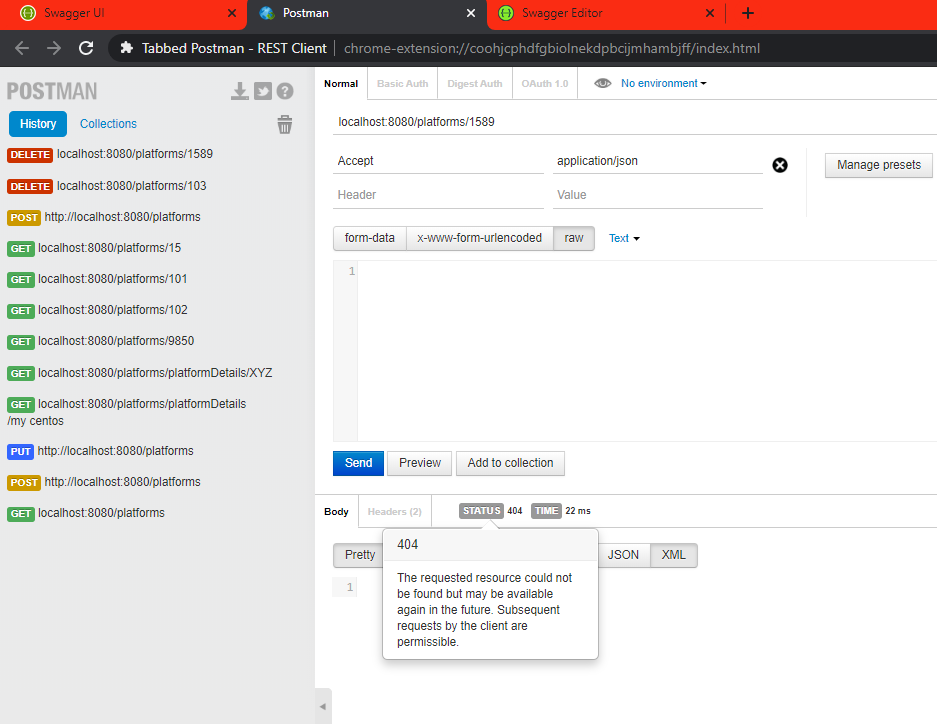 Swagger UI
Postman
Swagger Editor
Tabbed Postman - REST Client
chrome-extension://coohjcphdfgbiolnekdpbcijmhambjff/index.html
POSTMAN
History
Collections
DELETE localhost:8080/platforms/1589
DELETE localhost:8080/platforms/103
POST http://localhost:8080/platforms
GET localhost:8080/platforms/15
GET localhost:8080/platforms/101
GET localhost:8080/platforms/102
GET localhost:8080/platforms/9850
GET localhost:8080/platforms/platformDetails/XYZ
GET localhost:8080/platforms/platformDetails
/my centos
PUT http://localhost:8080/platforms
POST http://localhost:8080/platforms
GET localhost:8080/platforms
Normal
Basic Auth
Digest Auth
OAuth 1.0
No environment
localhost:8080/platforms/1589
Accept
application/json
Manage presets
Header
Value
form-data
x-www-form-urlencoded
raw
Text
1
Send
Preview
Add to collection
Body
Headers (2)
STATUS 404 TIME 22 ms
Pretty
JSON
XML
1
404
The requested resource could not
be found but may be available
again in the future. Subsequent
requests by the client are
permissible.